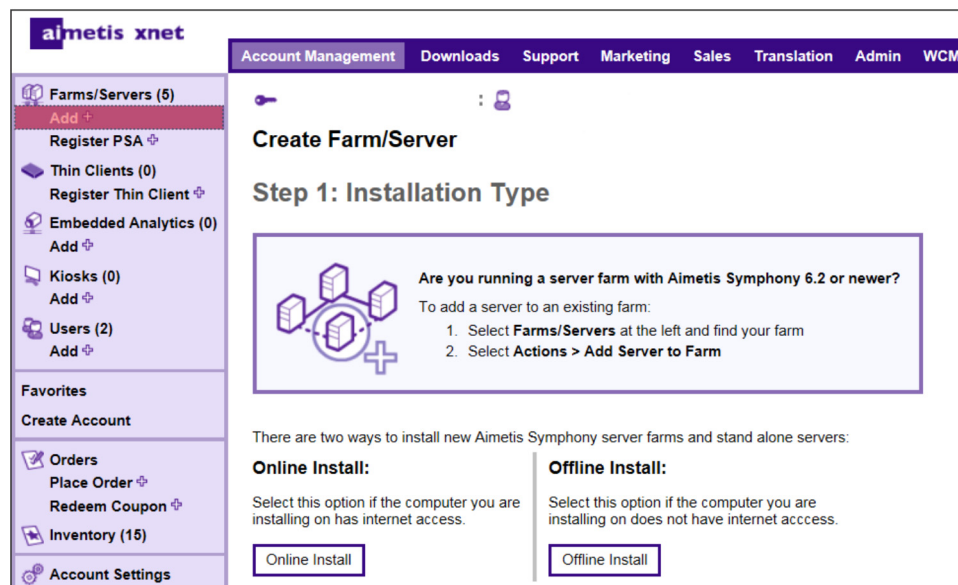 aimetis xnet
Account Management Downloads Support Marketing Sales Translation Admin WCM
Farms/Servers (5)
Add
Register PSA
Thin Clients (0)
Register Thin Client
Embedded Analytics (0)
Add
Kiosks (0)
Add
Users (2)
Add
Favorites
Create Account
Orders
Place Order
Redeem Coupon
Inventory (15)
Account Settings
:
Create Farm/Server
Step 1: Installation Type
Are you running a server farm with Aimetis Symphony 6.2 or newer?
To add a server to an existing farm:
1. Select Farms/Servers at the left and find your farm
2. Select Actions > Add Server to Farm
There are two ways to install new Aimetis Symphony server farms and stand alone servers:
Online Install:
Select this option if the computer you are
installing on has internet access.
Online Install
Offline Install:
Select this option if the computer you are
installing on does not have internet acccess.
Offline Install